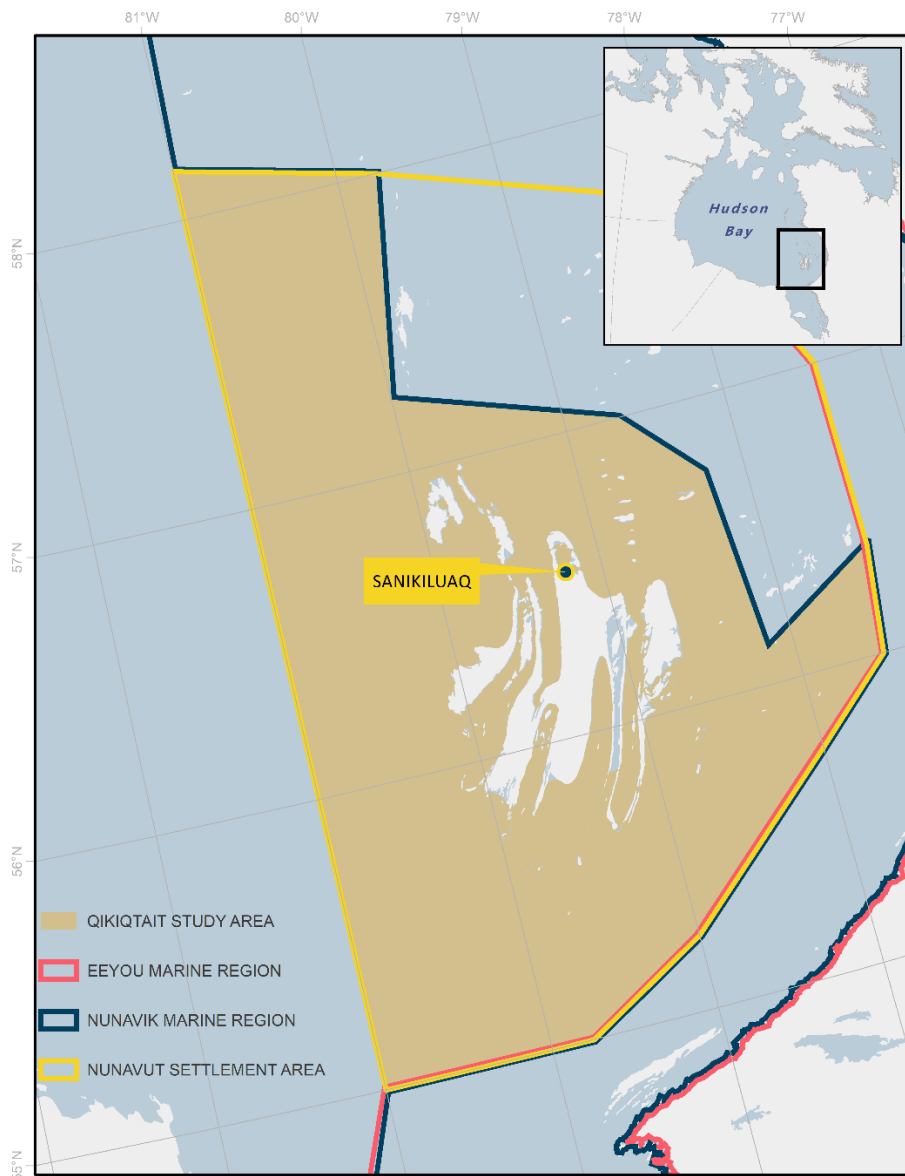 81°W
80°W
79°W
78°W
77°W
58°N
57°N
56°N
55°N
Hudson
Bay
SANIKILUAQ
QIKIQTAIT STUDY AREA
EEYOU MARINE REGION
NUNAVIK MARINE REGION
NUNAVUT SETTLEMENT AREA